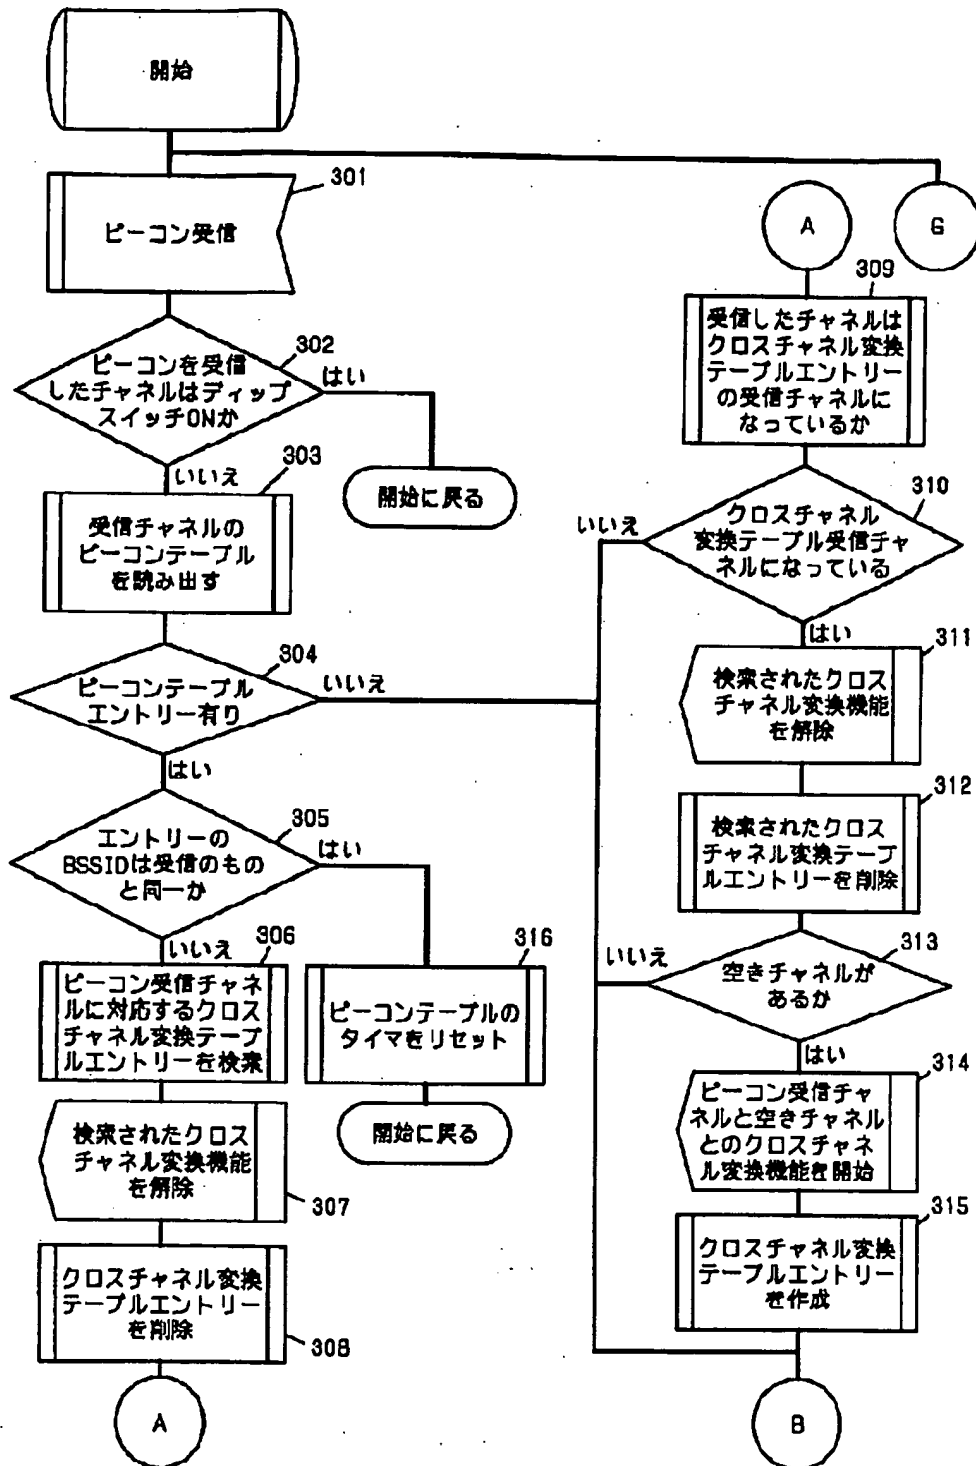 開始
301
ビーコン受信
302
ビーコンを受信
したチャネルはディップ
スイッチONか
はい
開始に戻る
いいえ
303
受信チャネルの
ビーコンテーブル
を読み出す
304
ビーコンテーブル
エントリー有り
いいえ
はい
305
エントリーの
BSSIDは受信のもの
と同一か
はい
いいえ
306
ビーコン受信チャネ
ルに対応するクロス
チャネル変換テーブ
ルエントリーを検索
316
ビーコンテーブルの
タイマをリセット
開始に戻る
検索されたクロス
チャネル変換機能
を解除
307
クロスチャネル変換
テーブルエントリー
を削除
308
A
A
G
309
受信したチャネルは
クロスチャネル変換
テーブルエントリー
の受信チャネルに
なっているか
310
クロスチャネル
変換テーブル受信チャ
ネルになっている
いいえ
はい
311
検索されたクロス
チャネル変換機能
を解除
312
検索されたクロス
チャネル変換テーブ
ルエントリーを削除
313
空きチャネルが
あるか
いいえ
はい
314
ビーコン受信チャ
ネルと空きチャネル
とのクロスチャネ
ル変換機能を開始
315
クロスチャネル変換
テーブルエントリー
を作成
B